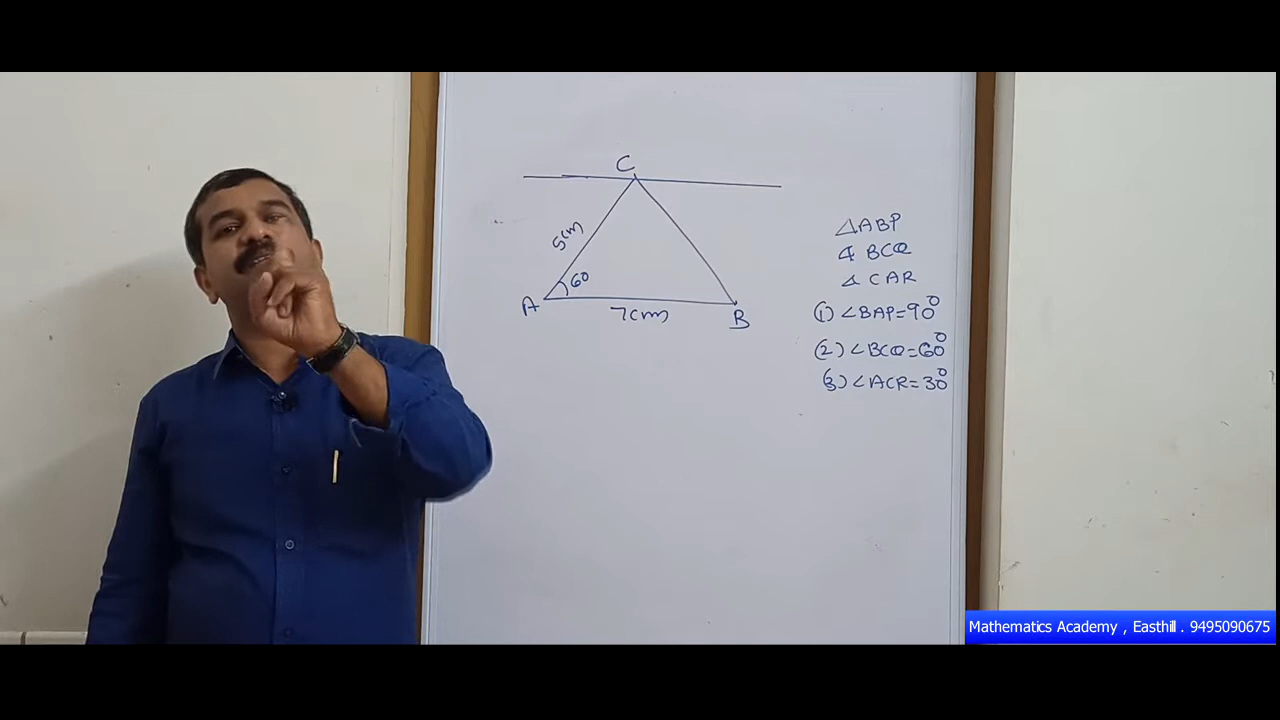 C
5cm
60
A
7cm
B
△ABP
△ BCQ
△ CAR
(1) ∠BAP=90°
(2) ∠BCQ=60°
(3) ∠ACR=30°
Mathematics Academy , Easthill . 9495090675